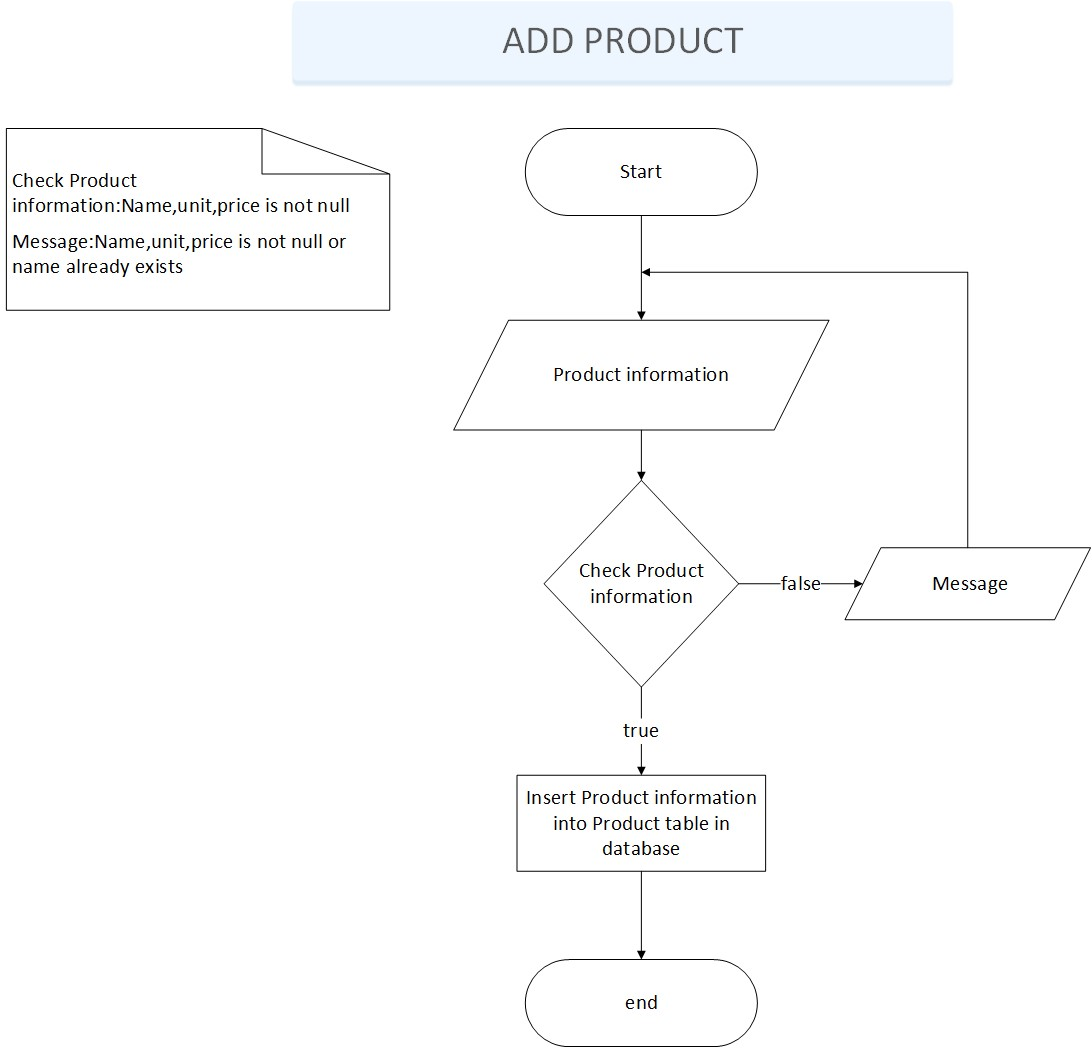 ADD PRODUCT
Check Product
information:Name,unit,price is not null
Message:Name,unit,price is not null or
name already exists
Start
Product information
Check Product
information
false
Message
true
Insert Product information
into Product table in
database
end